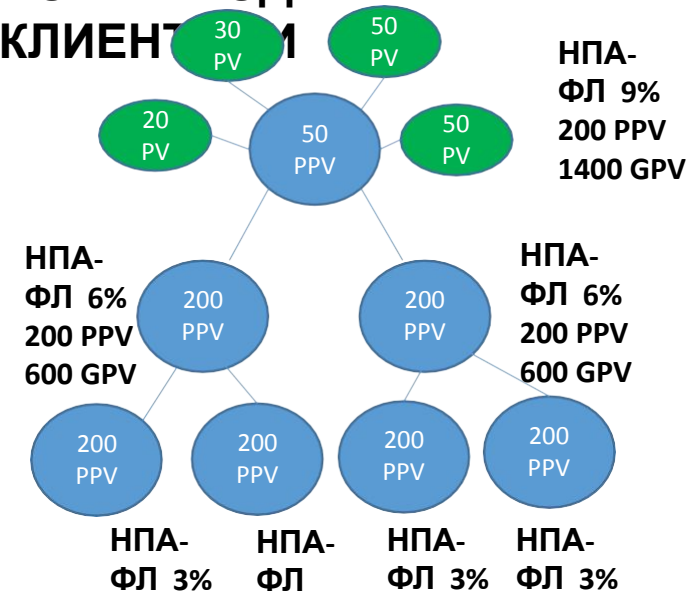 КЛИЕНТ
30
PV
50
PV
20
PV
50
PPV
50
PV
НПА-
ФЛ 9%
200 PPV
1400 GPV
НПА-
ФЛ 6%
200 PPV
600 GPV
200
PPV
200
PPV
НПА-
ФЛ 6%
200 PPV
600 GPV
200
PPV
200
PPV
200
PPV
200
PPV
НПА-
ФЛ 3%
НПА-
ФЛ
НПА-
ФЛ 3%
НПА-
ФЛ 3%